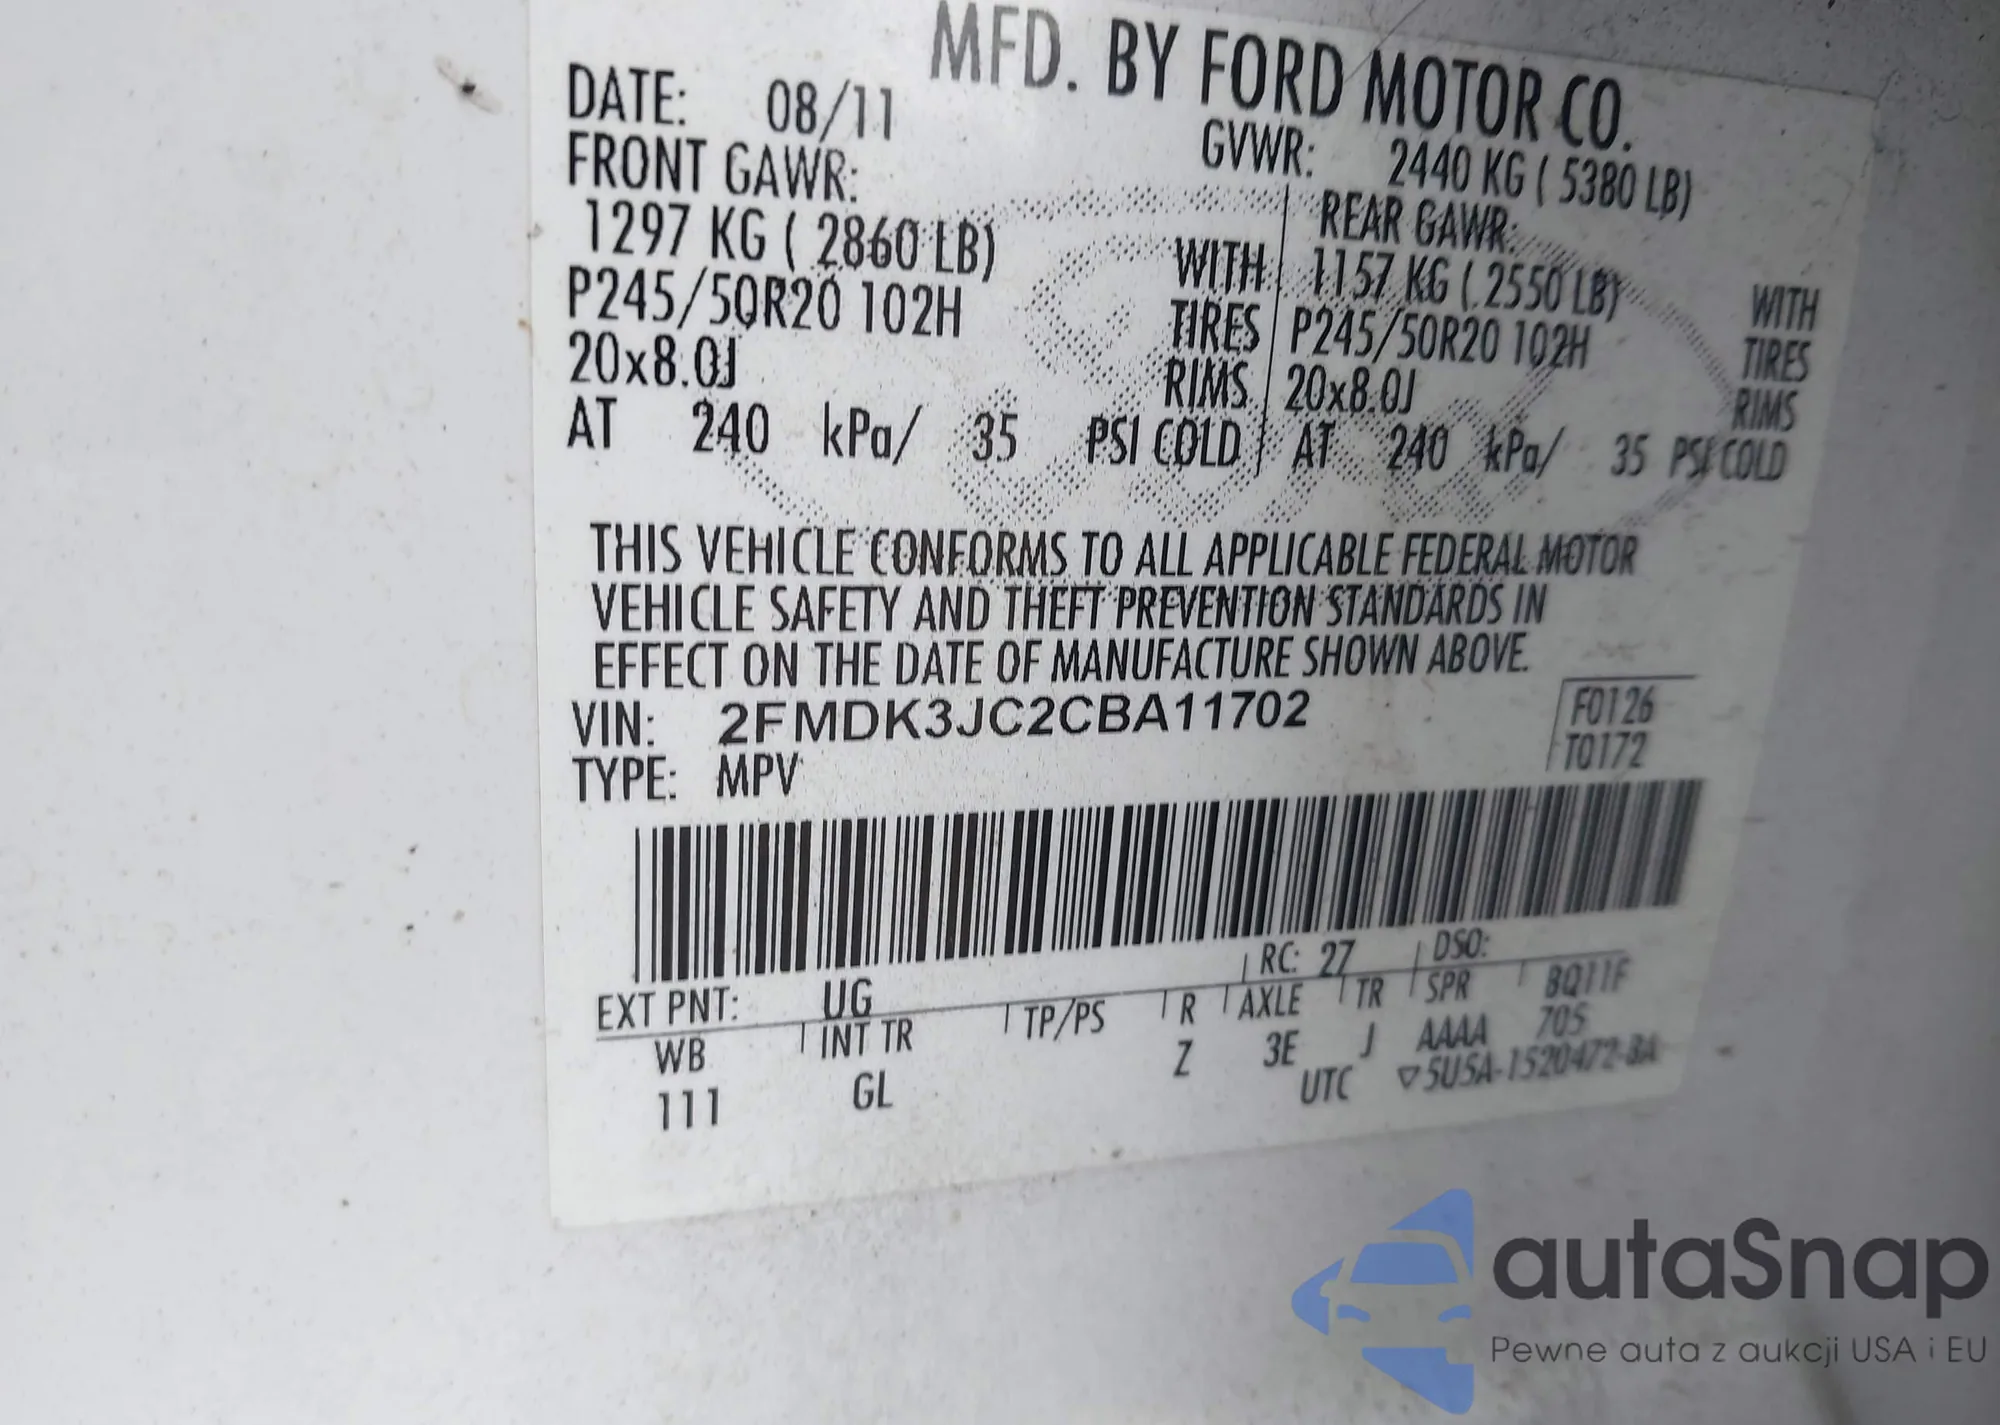 MFD. BY FORD MOTOR CO.
DATE: 08/11
GVWR: 2440 KG ( 5380 LB)
FRONT GAWR:
1297 KG ( 2860 LB)
WITH
P245/50R20 102H
TIRES
20x8.0J
RIMS
AT 240 kPa/ 35 PSI COLD
REAR GAWR:
1157 KG ( 2550 LB)
WITH
P245/50R20 102H
TIRES
20x8.0J
RIMS
AT 240 kPa/ 35 PSI COLD
THIS VEHICLE CONFORMS TO ALL APPLICABLE FEDERAL MOTOR
VEHICLE SAFETY AND THEFT PREVENTION STANDARDS IN
EFFECT ON THE DATE OF MANUFACTURE SHOWN ABOVE.
VIN: 2FMDK3JC2CBA11702
F0126
T0172
TYPE: MPV
EXT PNT: UG
RC: 27 DSO:
WB INT TR TP/PS R AXLE TR SPR
111 GL Z 3E J AAAA
BQ11F
705
UTC ▽5U5A-1520472-BA
autaSnap
Pewne auta z aukcji USA i EU